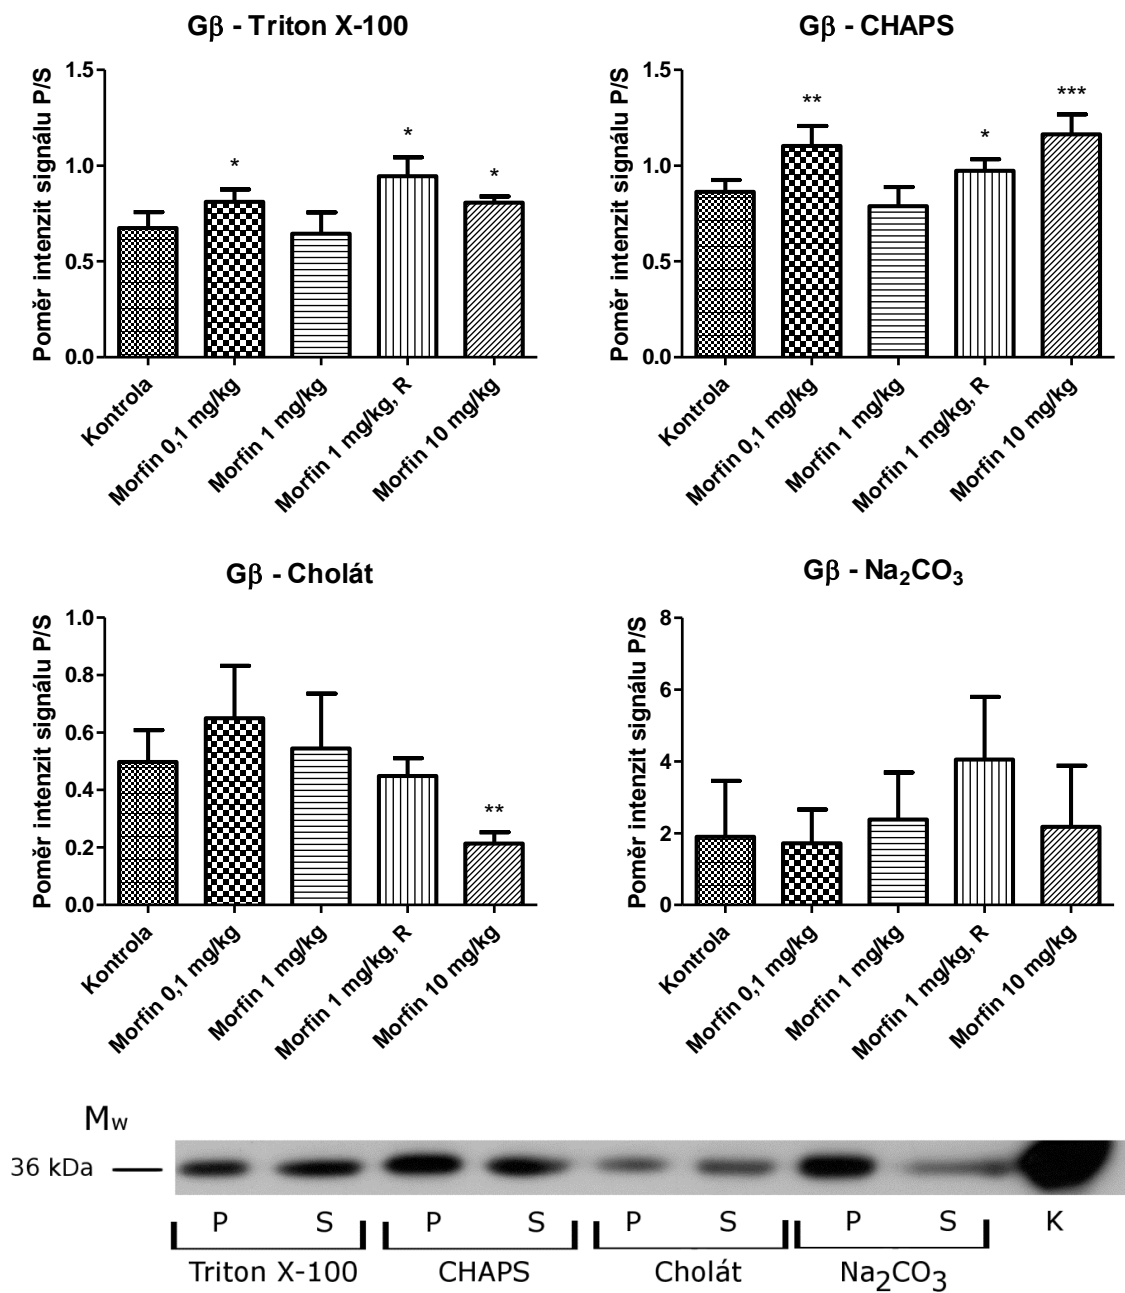 Gβ - Triton X-100
Poměr intenzit signálu P/S
1.5
1.0
0.5
0.0
*
*
*
Kontrola
Morfin 0,1 mg/kg
Morfin 1 mg/kg
Morfin 1 mg/kg, R
Morfin 10 mg/kg
Gβ - CHAPS
Poměr intenzit signálu P/S
1.5
1.0
0.5
0.0
**
*
***
Kontrola
Morfin 0,1 mg/kg
Morfin 1 mg/kg
Morfin 1 mg/kg, R
Morfin 10 mg/kg
Gβ - Cholát
Poměr intenzit signálu P/S
1.0
0.8
0.6
0.4
0.2
0.0
**
Kontrola
Morfin 0,1 mg/kg
Morfin 1 mg/kg
Morfin 1 mg/kg, R
Morfin 10 mg/kg
Gβ - Na₂CO₃
Poměr intenzit signálu P/S
8
6
4
2
0
Kontrola
Morfin 0,1 mg/kg
Morfin 1 mg/kg
Morfin 1 mg/kg, R
Morfin 10 mg/kg
Mw
36 kDa
P S P S P S P S K
Triton X-100 CHAPS Cholát Na₂CO₃